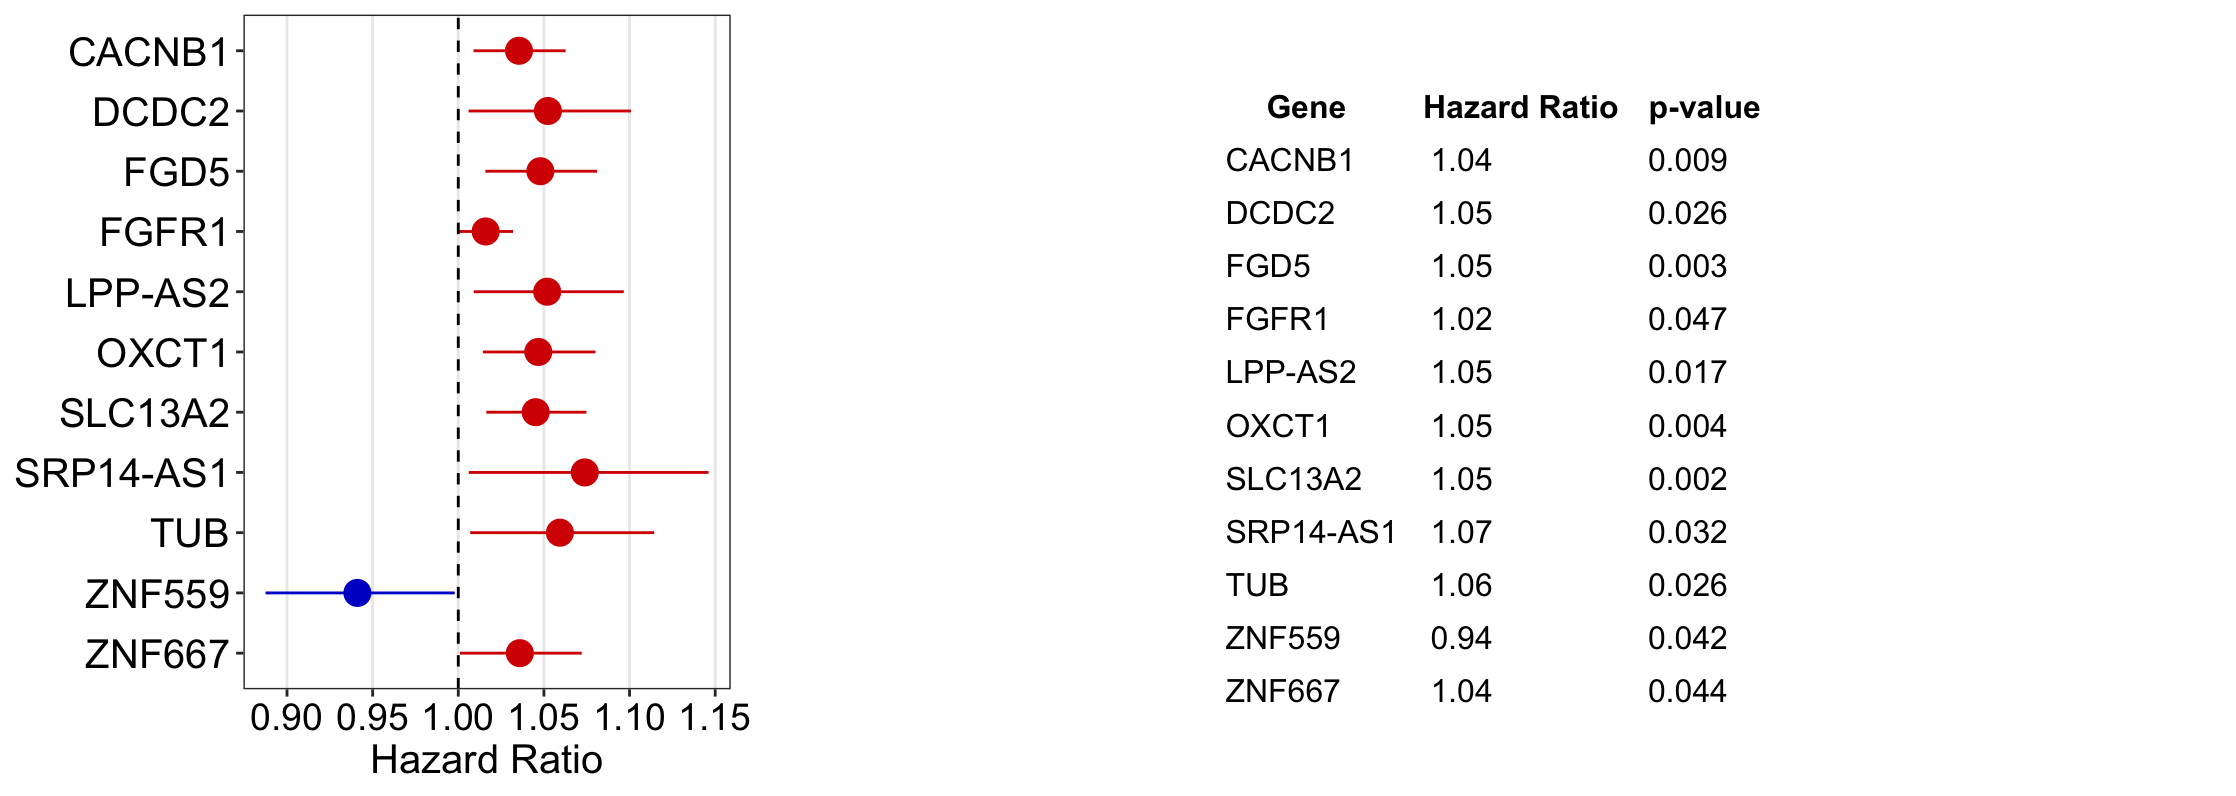 CACNB1
DCDC2
FGD5
FGFR1
LPP-AS2
OXCT1
SLC13A2
SRP14-AS1
TUB
ZNF559
ZNF667
0.90 0.95 1.00 1.05 1.10 1.15
Hazard Ratio
Gene Hazard Ratio p-value
CACNB1 1.04 0.009
DCDC2 1.05 0.026
FGD5 1.05 0.003
FGFR1 1.02 0.047
LPP-AS2 1.05 0.017
OXCT1 1.05 0.004
SLC13A2 1.05 0.002
SRP14-AS1 1.07 0.032
TUB 1.06 0.026
ZNF559 0.94 0.042
ZNF667 1.04 0.044